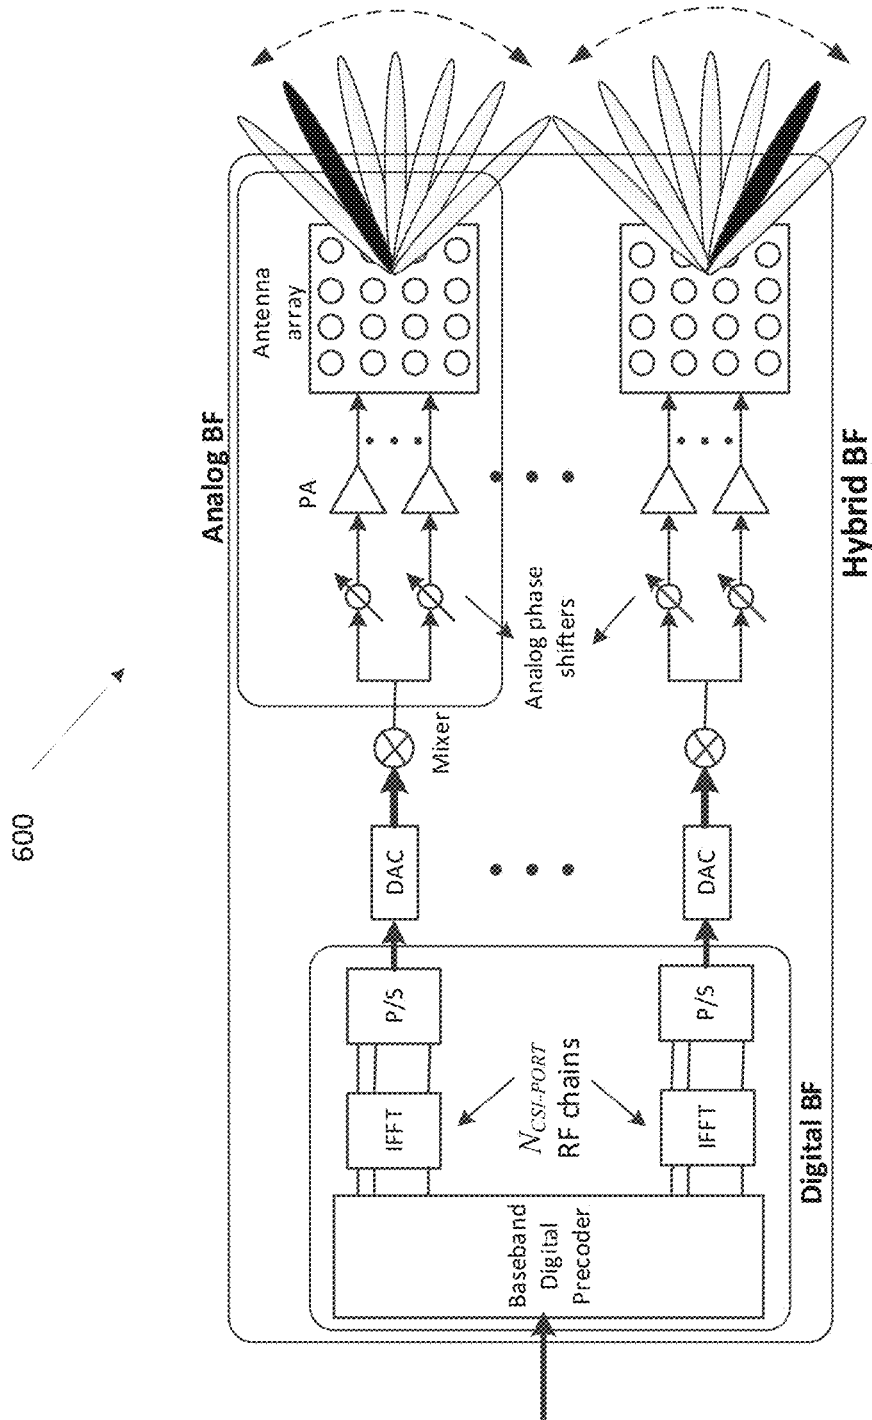 600
Analog BF
Antenna
array
PA
Analog phase
shifters
Mixer
DAC
DAC
P/S
P/S
N_CSI-PORT
RF chains
IFFT
IFFT
Baseband
Digital
Precoder
Digital BF
Hybrid BF